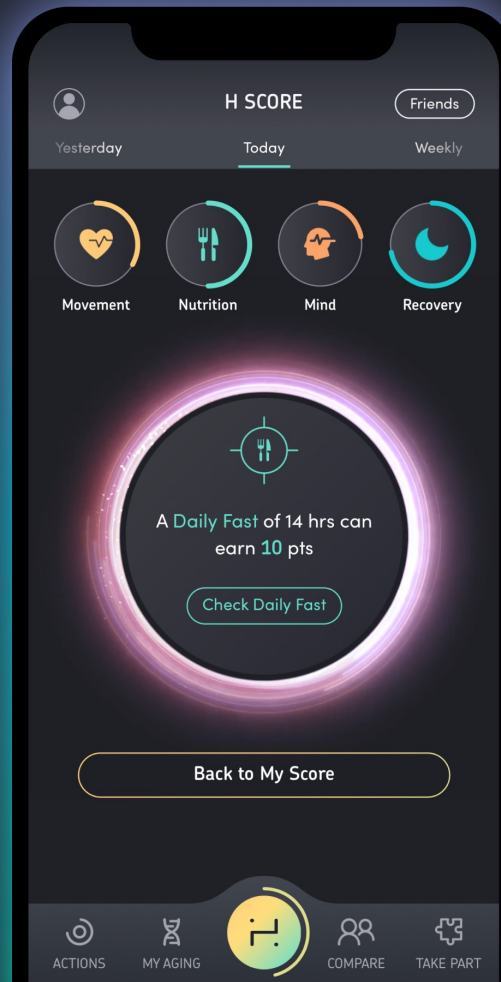 H SCORE
Friends
Yesterday
Today
Weekly
Movement
Nutrition
Mind
Recovery
A Daily Fast of 14 hrs can
earn 10 pts
Check Daily Fast
Back to My Score
ACTIONS
MY AGING
COMPARE
TAKE PART